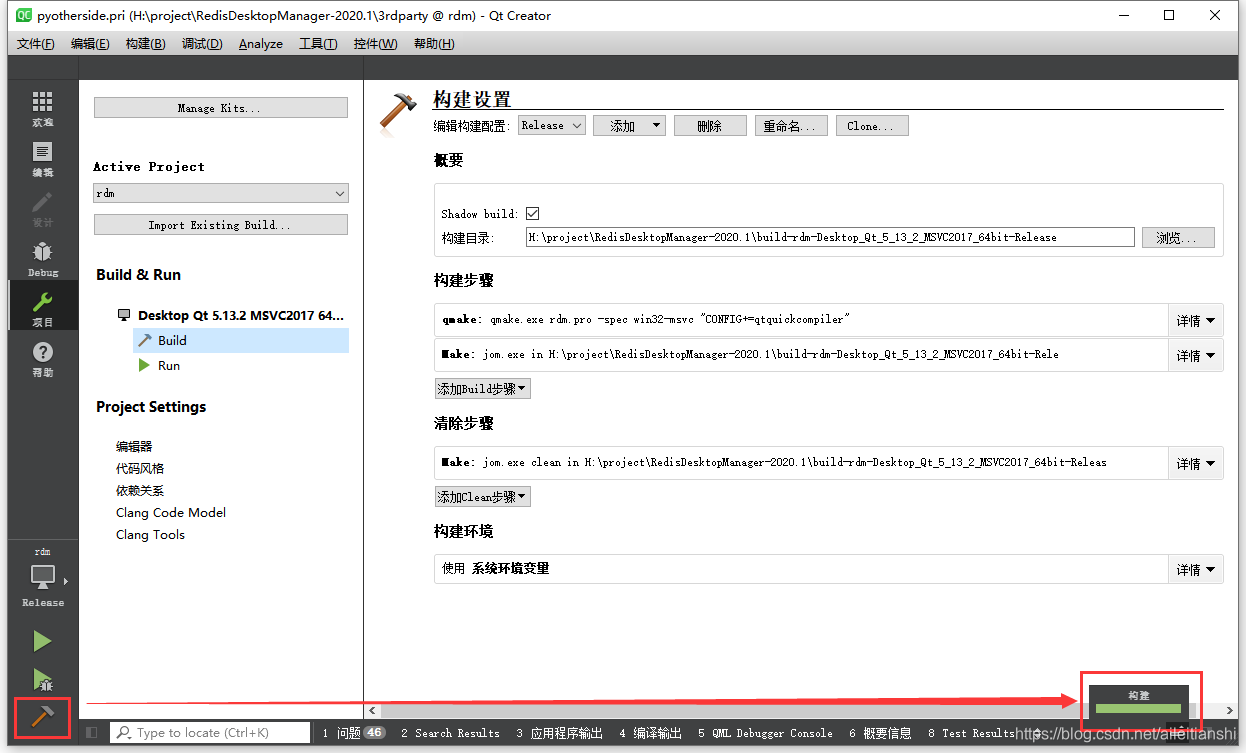 pyotherside.pri (H:\project\RedisDesktopManager-2020.1\3rdparty @ rdm) - Qt Creator
文件(F) 编辑(E) 构建(B) 调试(D) Analyze 工具(T) 控件(W) 帮助(H)
欢迎
编辑
设计
Debug
项目
帮助
rdm
Release
Manage Kits...
Active Project
rdm
Import Existing Build...
Build & Run
Desktop Qt 5.13.2 MSVC2017 64...
Build
Run
Project Settings
编辑器
代码风格
依赖关系
Clang Code Model
Clang Tools
构建设置
编辑构建配置: Release 添加 删除 重命名... Clone...
概要
Shadow build:
构建目录: H:\project\RedisDesktopManager-2020.1\build-rdm-Desktop_Qt_5_13_2_MSVC2017_64bit-Release 浏览...
构建步骤
qmake: qmake.exe rdm.pro -spec win32-msvc "CONFIG+=qtquickcompiler" 详情
Make: jom.exe in H:\project\RedisDesktopManager-2020.1\build-rdm-Desktop_Qt_5_13_2_MSVC2017_64bit-Rele 详情
添加Build步骤
清除步骤
Make: jom.exe clean in H:\project\RedisDesktopManager-2020.1\build-rdm-Desktop_Qt_5_13_2_MSVC2017_64bit-Releas 详情
添加Clean步骤
构建环境
使用 系统环境变量 详情
构建
Type to locate (Ctrl+K) 1 问题 46 2 Search Results 3 应用程序输出 4 编译输出 5 QML Debugger Console 6 概要信息 8 Test Results